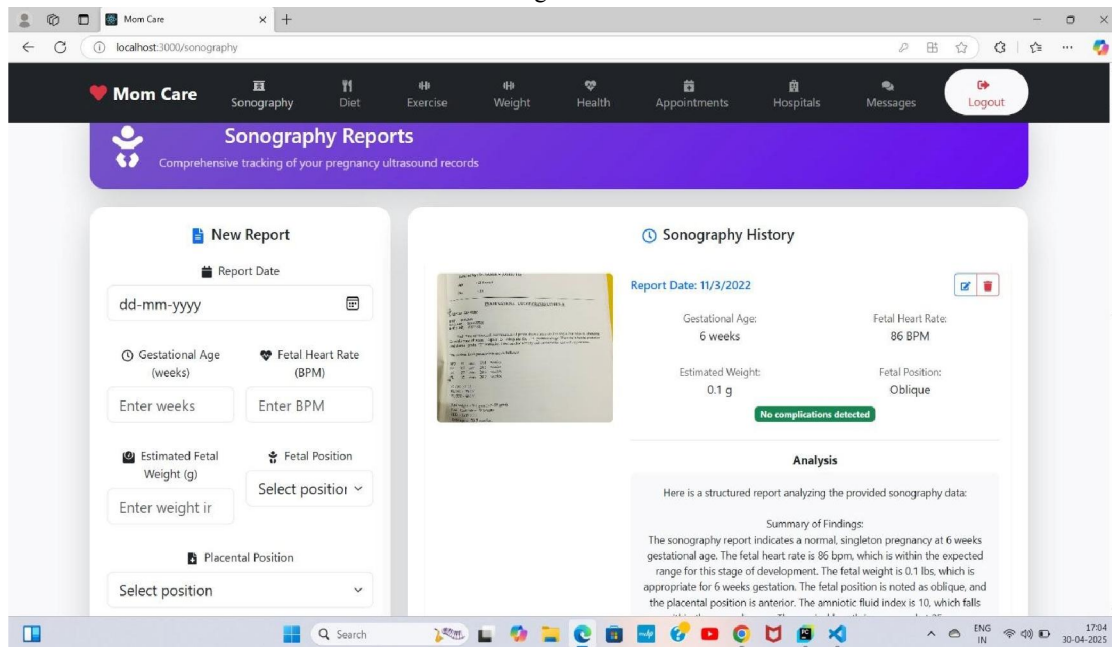 Mom Care
localhost:3000/sonography
Mom Care
Sonography
Diet
Exercise
Weight
Health
Appointments
Hospitals
Messages
Logout
Sonography Reports
Comprehensive tracking of your pregnancy ultrasound records
New Report
Report Date
dd-mm-yyyy
Gestational Age
(weeks)
Fetal Heart Rate
(BPM)
Enter weeks
Enter BPM
Estimated Fetal
Weight (g)
Fetal Position
Enter weight ir
Select position
Placental Position
Select position
Sonography History
Report Date: 11/3/2022
Gestational Age:
6 weeks
Fetal Heart Rate:
86 BPM
Estimated Weight:
0.1 g
Fetal Position:
Oblique
No complications detected
Analysis
Here is a structured report analyzing the provided sonography data:
Summary of Findings:
The sonography report indicates a normal, singleton pregnancy at 6 weeks
gestational age. The fetal heart rate is 86 bpm, which is within the expected
range for this stage of development. The fetal weight is 0.1 lbs, which is
appropriate for 6 weeks gestation. The fetal position is noted as oblique, and
the placental position is anterior. The amniotic fluid index is 10, which falls
Search
ENG
IN
17:04
30-04-2025